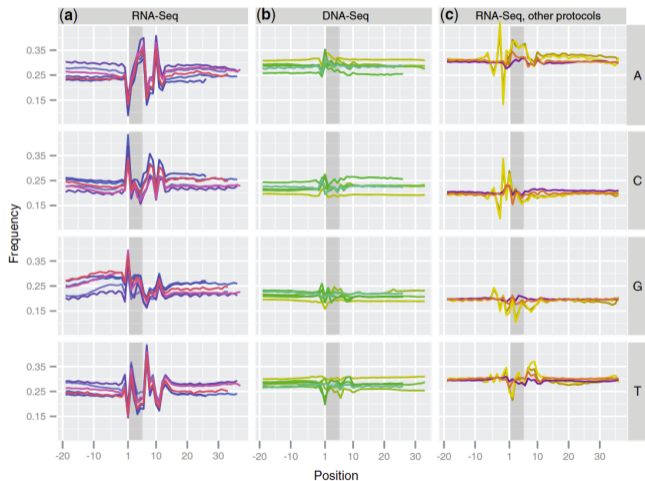 (a) RNA-Seq (b) DNA-Seq (c) RNA-Seq, other protocols
0.35
0.25
0.15
A
0.35
0.25
0.15
C
0.35
0.25
0.15
G
0.35
0.25
0.15
T
Frequency
-20 -10 1 10 20 30 -20 -10 1 10 20 30 -20 -10 1 10 20 30
Position